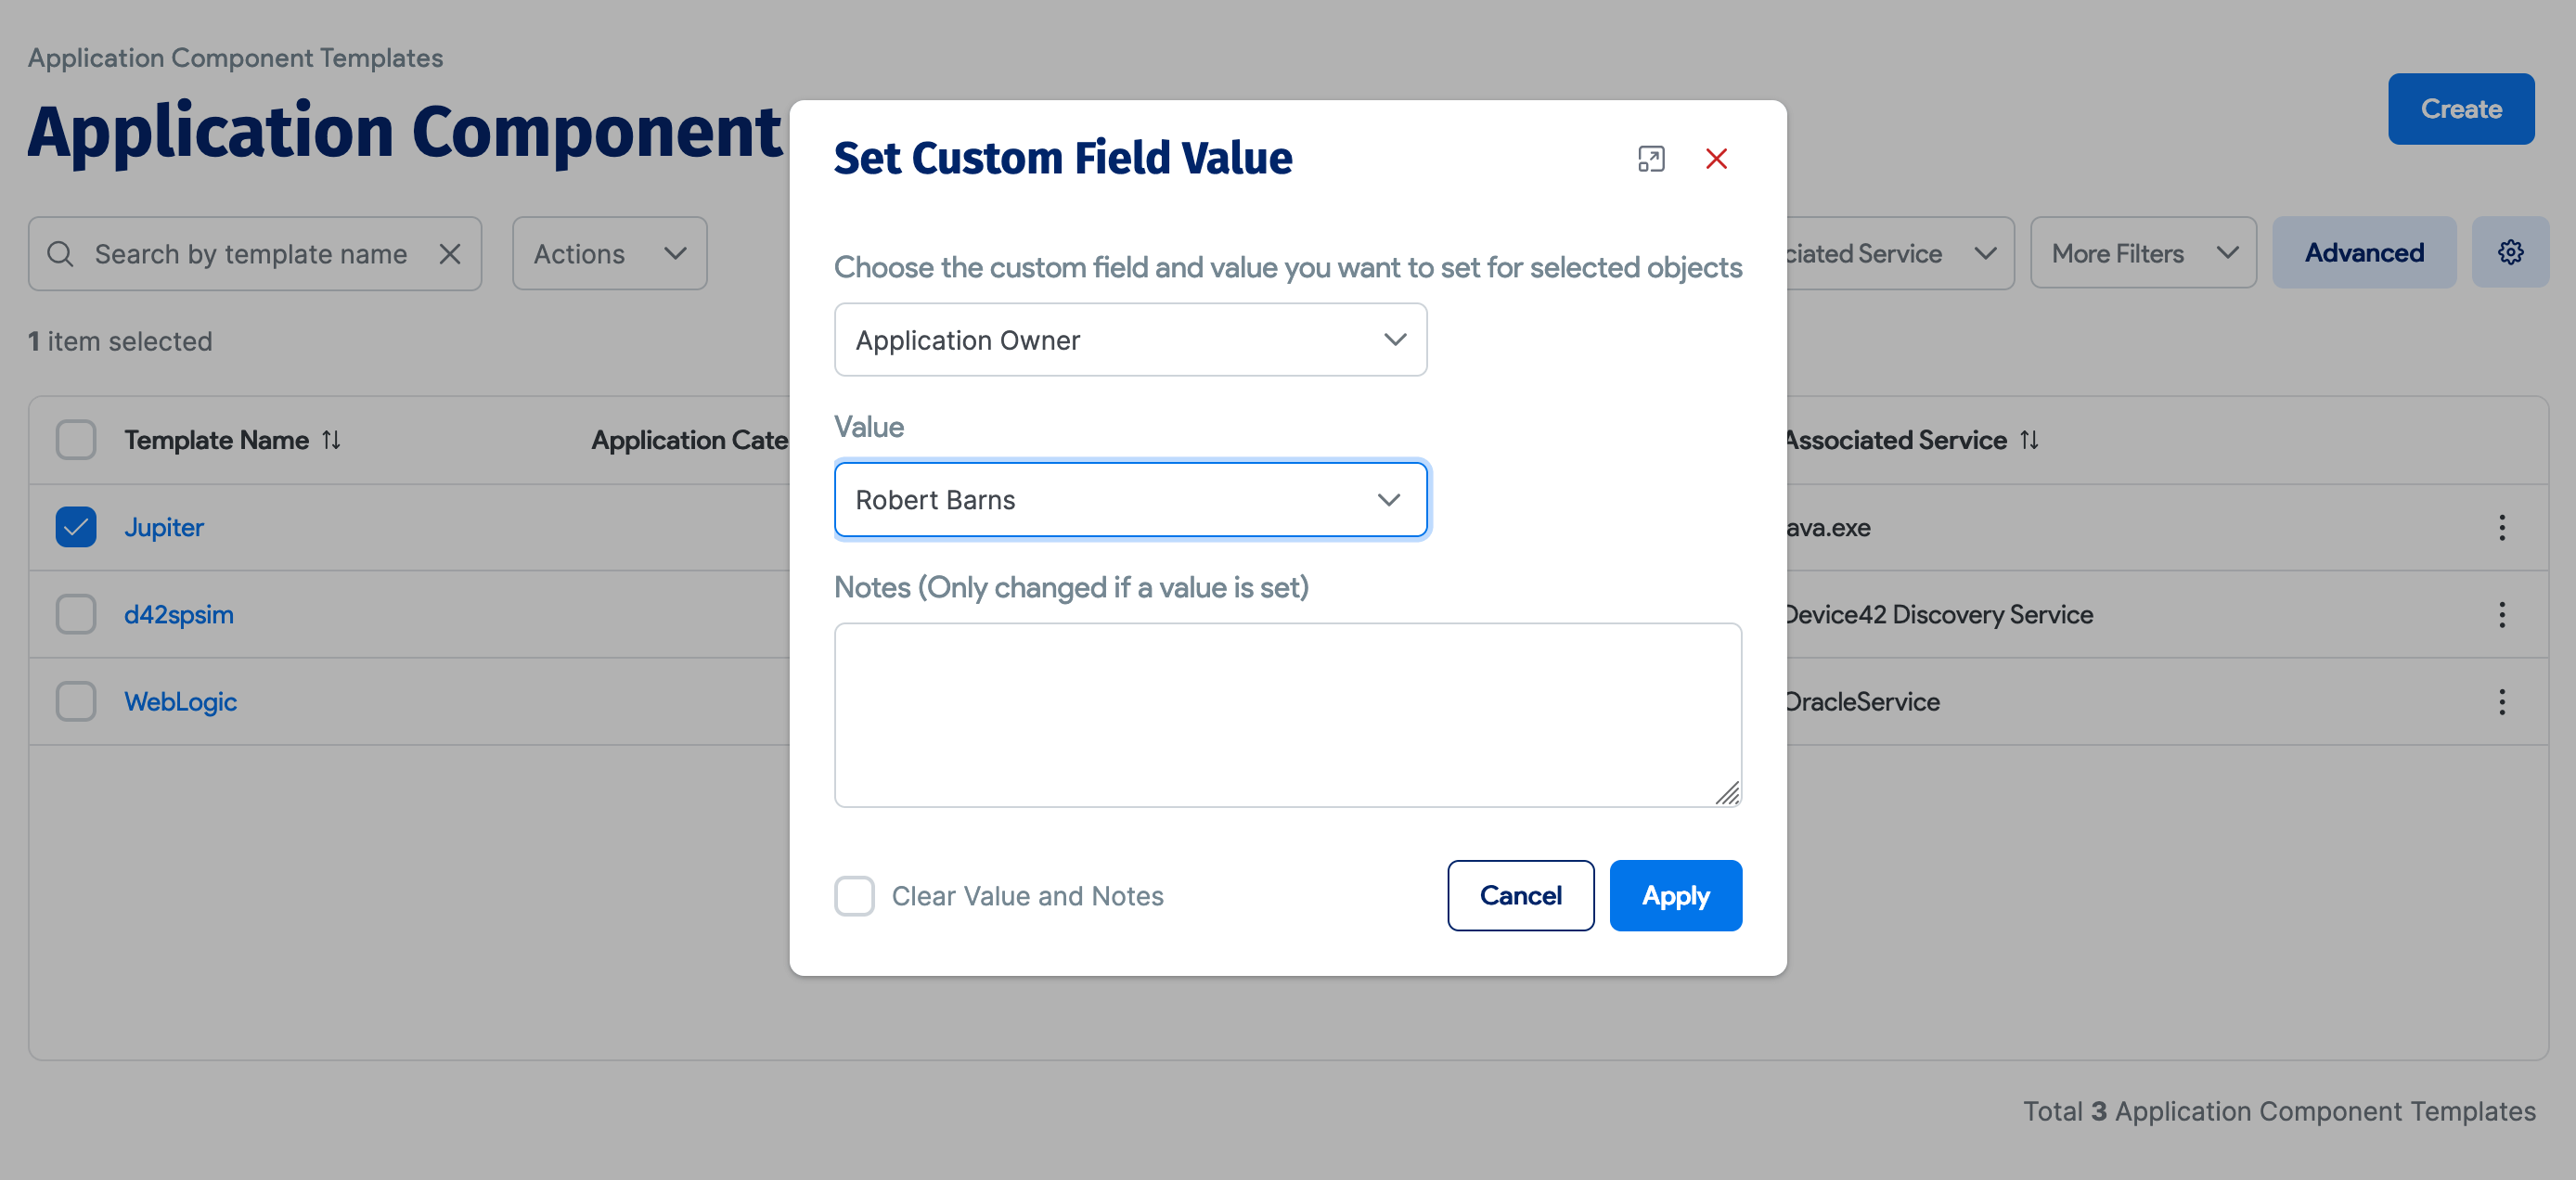 Application Component Templates
Application Component
Create
Set Custom Field Value
Search by template name
Actions
ciated Service
More Filters
Advanced
Choose the custom field and value you want to set for selected objects
Application Owner
1 item selected
Value
Template Name
Application Cate
Associated Service
Robert Barns
Jupiter
ava.exe
Notes (Only changed if a value is set)
d42spsim
Device42 Discovery Service
WebLogic
OracleService
Clear Value and Notes
Cancel
Apply
Total 3 Application Component Templates